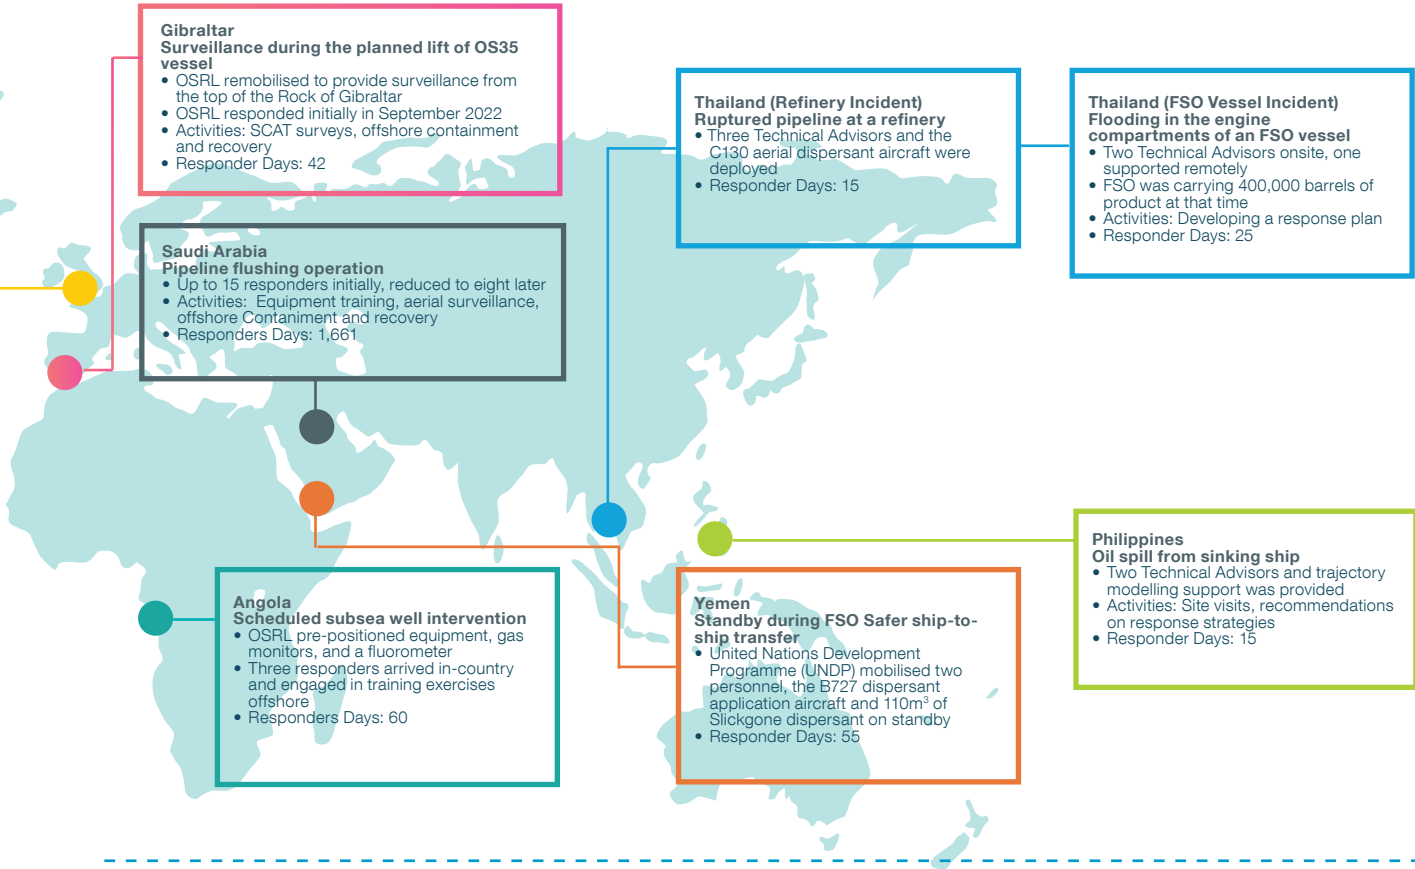 Gibraltar
Surveillance during the planned lift of OS35
vessel
• OSRL remobilised to provide surveillance from
the top of the Rock of Gibraltar
• OSRL responded initially in September 2022
• Activities: SCAT surveys, offshore containment
and recovery
• Responder Days: 42
Saudi Arabia
Pipeline flushing operation
• Up to 15 responders initially, reduced to eight later
• Activities:  Equipment training, aerial surveillance,
offshore Contaniment and recovery
• Responders Days: 1,661
Angola
Scheduled subsea well intervention
• OSRL pre-positioned equipment, gas
monitors, and a fluorometer
• Three responders arrived in-country
and engaged in training exercises
offshore
• Responders Days: 60
Thailand (Refinery Incident)
Ruptured pipeline at a refinery
• Three Technical Advisors and the
C130 aerial dispersant aircraft were
deployed
• Responder Days: 15
Thailand (FSO Vessel Incident)
Flooding in the engine
compartments of an FSO vessel
• Two Technical Advisors onsite, one
supported remotely
• FSO was carrying 400,000 barrels of
product at that time
• Activities: Developing a response plan
• Responder Days: 25
Yemen
Standby during FSO Safer ship-to-
ship transfer
• United Nations Development
Programme (UNDP) mobilised two
personnel, the B727 dispersant
application aircraft and 110m³ of
Slickgone dispersant on standby
• Responder Days: 55
Philippines
Oil spill from sinking ship
• Two Technical Advisors and trajectory
modelling support was provided
• Activities: Site visits, recommendations
on response strategies
• Responder Days: 15